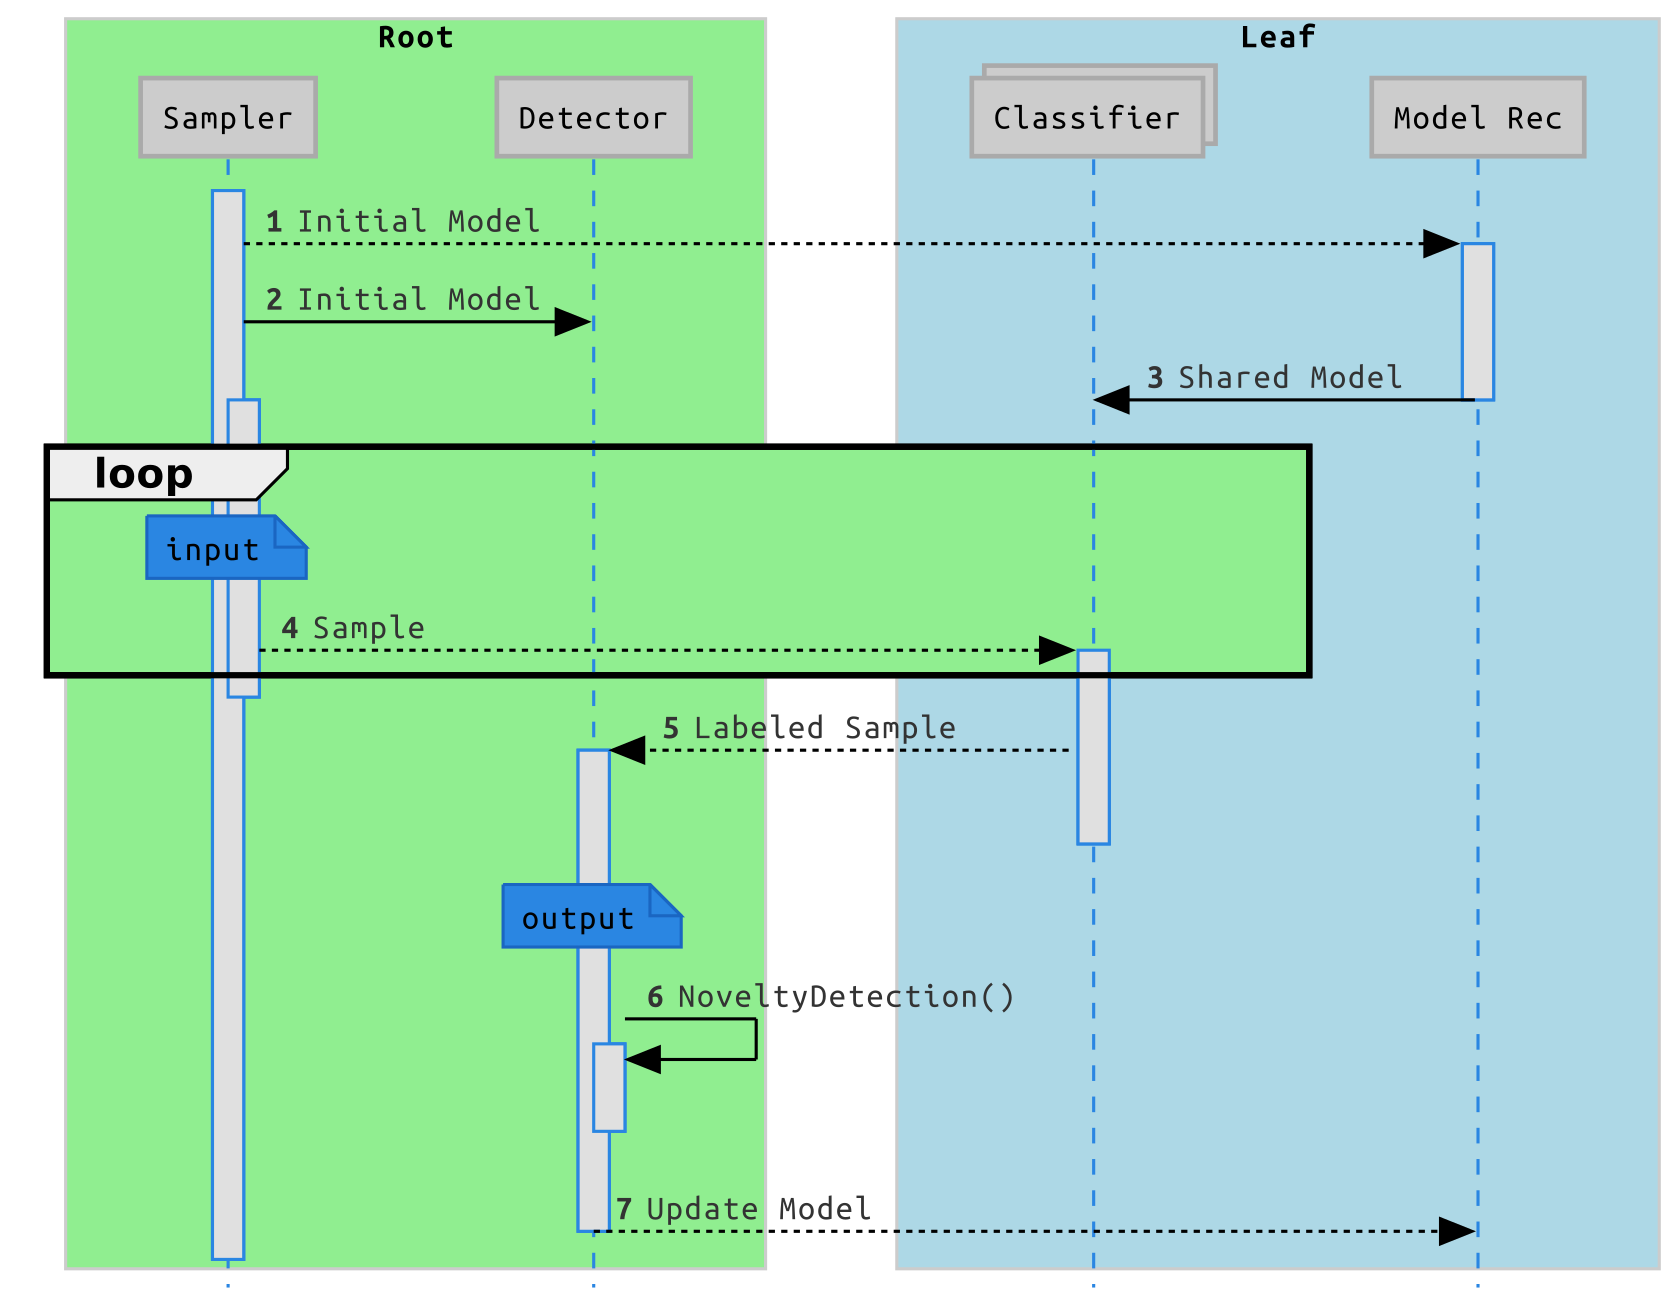 Root
Leaf
Sampler
Detector
Classifier
Model Rec
1 Initial Model
2 Initial Model
3 Shared Model
loop
input
4 Sample
5 Labeled Sample
output
6 NoveltyDetection()
7 Update Model